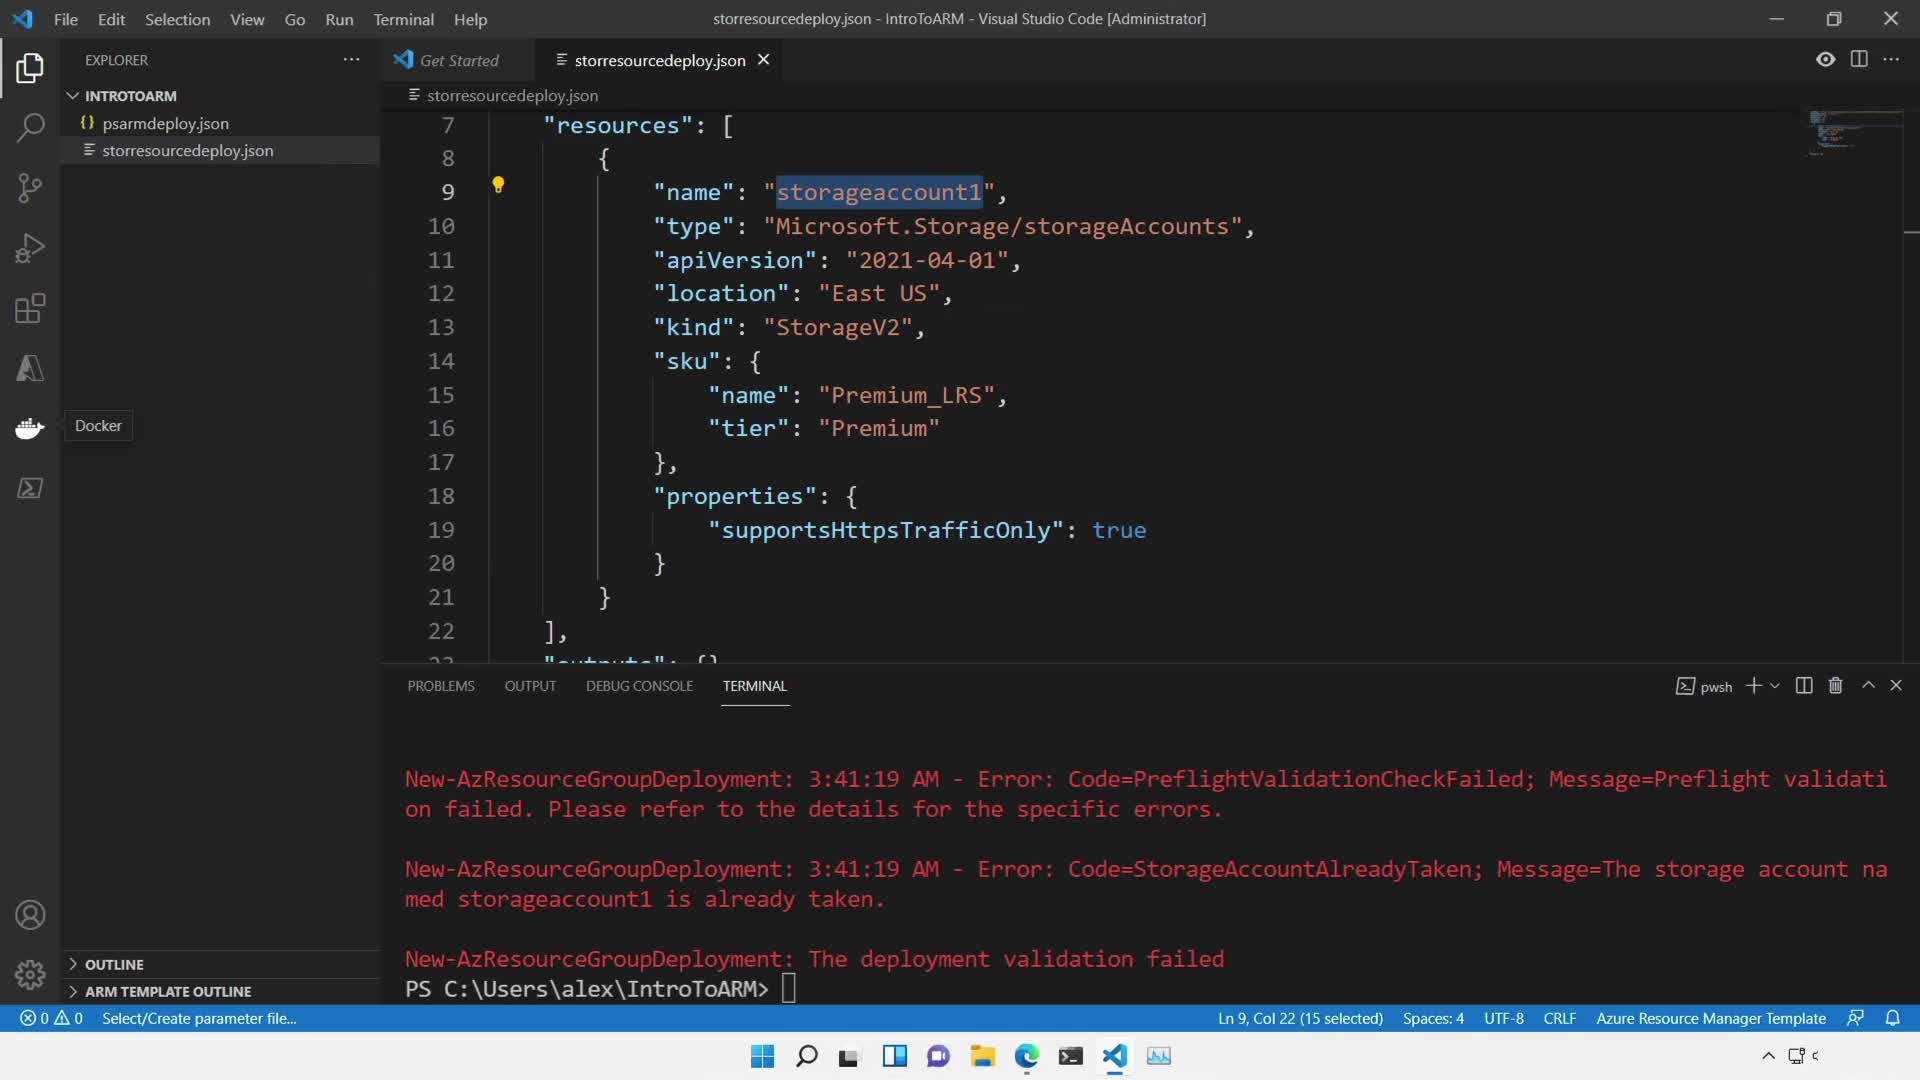 File Edit Selection View Go Run Terminal Help
storresourcedeploy.json - IntroToARM - Visual Studio Code [Administrator]
EXPLORER
Get Started
storresourcedeploy.json
INTROTOARM
storresourcedeploy.json
psarmdeploy.json
storresourcedeploy.json
7 "resources": [
8 {
9 "name": "storageaccount1",
10 "type": "Microsoft.Storage/storageAccounts",
11 "apiVersion": "2021-04-01",
12 "location": "East US",
13 "kind": "StorageV2",
14 "sku": {
15 "name": "Premium_LRS",
16 "tier": "Premium"
17 },
18 "properties": {
19 "supportsHttpsTrafficOnly": true
20 }
21 }
22 ],
23 "outputs": {}
Docker
PROBLEMS OUTPUT DEBUG CONSOLE TERMINAL
pwsh
New-AzResourceGroupDeployment: 3:41:19 AM - Error: Code=PreflightValidationCheckFailed; Message=Preflight validati
on failed. Please refer to the details for the specific errors.
New-AzResourceGroupDeployment: 3:41:19 AM - Error: Code=StorageAccountAlreadyTaken; Message=The storage account na
med storageaccount1 is already taken.
New-AzResourceGroupDeployment: The deployment validation failed
PS C:\Users\alex\IntroToARM>
OUTLINE
ARM TEMPLATE OUTLINE
0 0 Select/Create parameter file...
Ln 9, Col 22 (15 selected) Spaces: 4 UTF-8 CRLF Azure Resource Manager Template